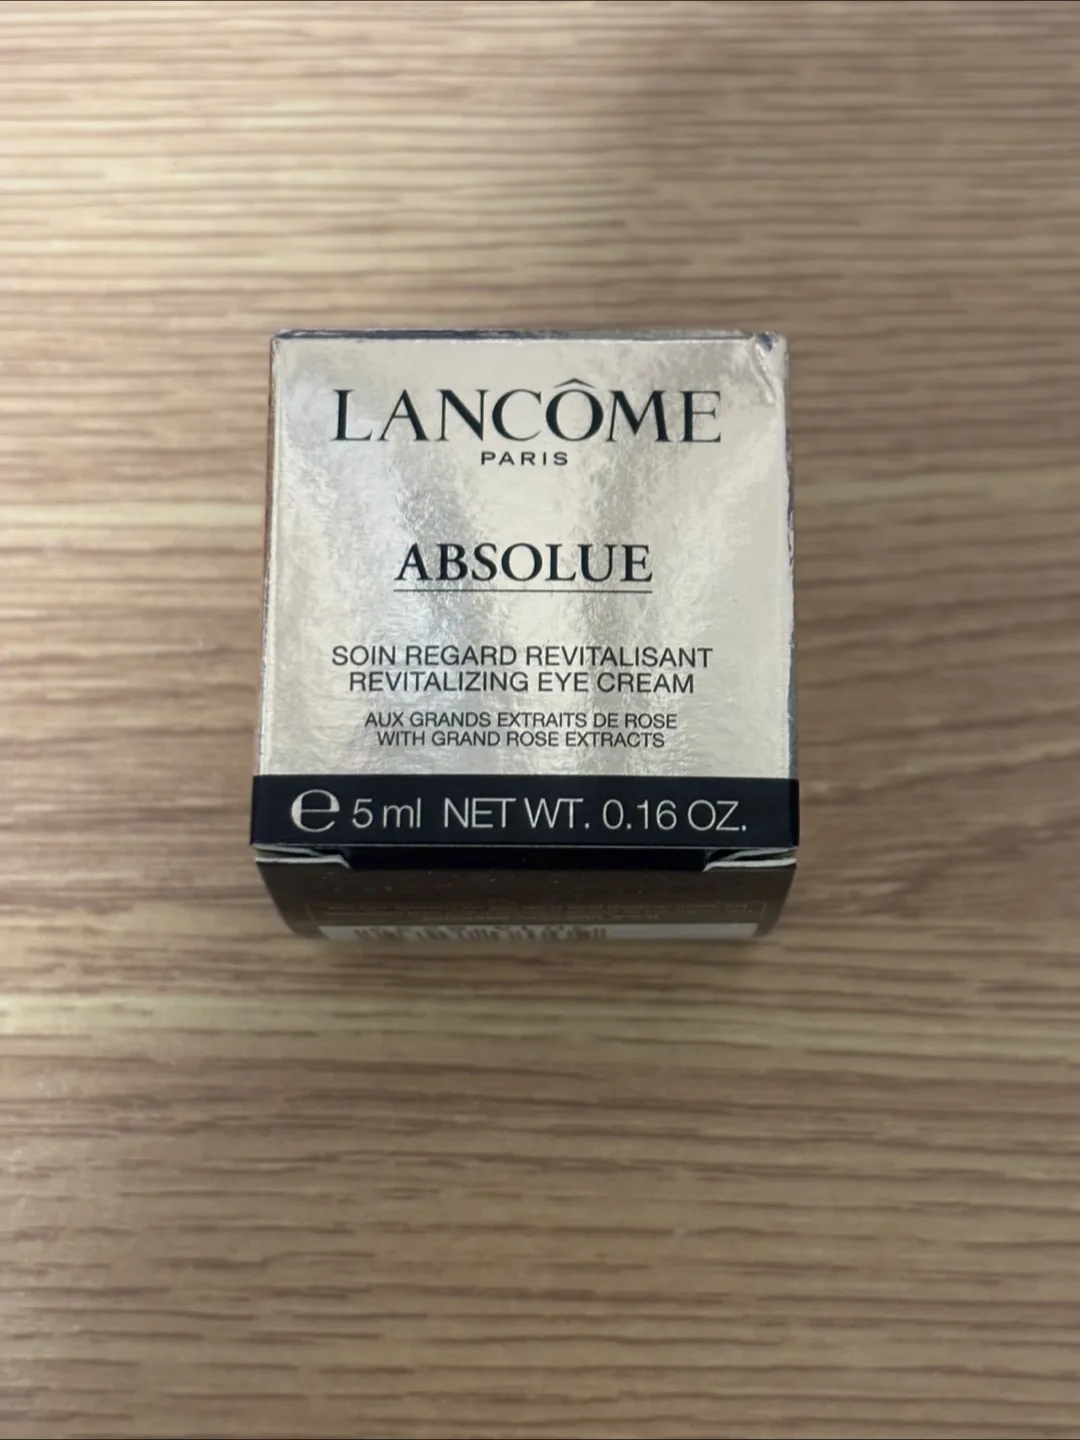 LANCÔME
PARIS
ABSOLUE
SOIN REGARD REVITALISANT
REVITALIZING EYE CREAM
AUX GRANDS EXTRAITS DE ROSE
WITH GRAND ROSE EXTRACTS
℮ 5 ml NET WT. 0.16 OZ.